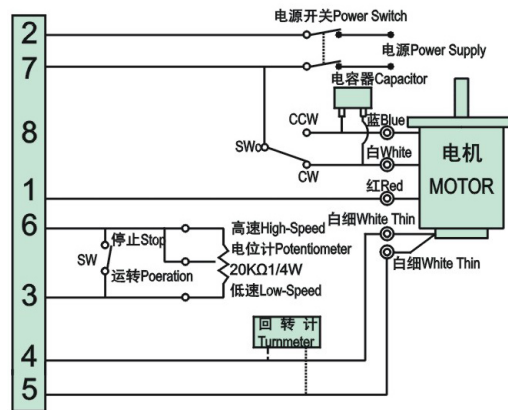 2
电源开关Power Switch
7
电源Power Supply
电容器Capacitor
8
CCW
蓝Blue
SWo
白White
CW
电机
MOTOR
1
红Red
6
高速High-Speed
白细White Thin
停止Stop
电位计Potentiometer
SW
20KΩ1/4W
白细White Thin
运转Poeration
3
低速Low-Speed
回转计
Turnmeter
4
5